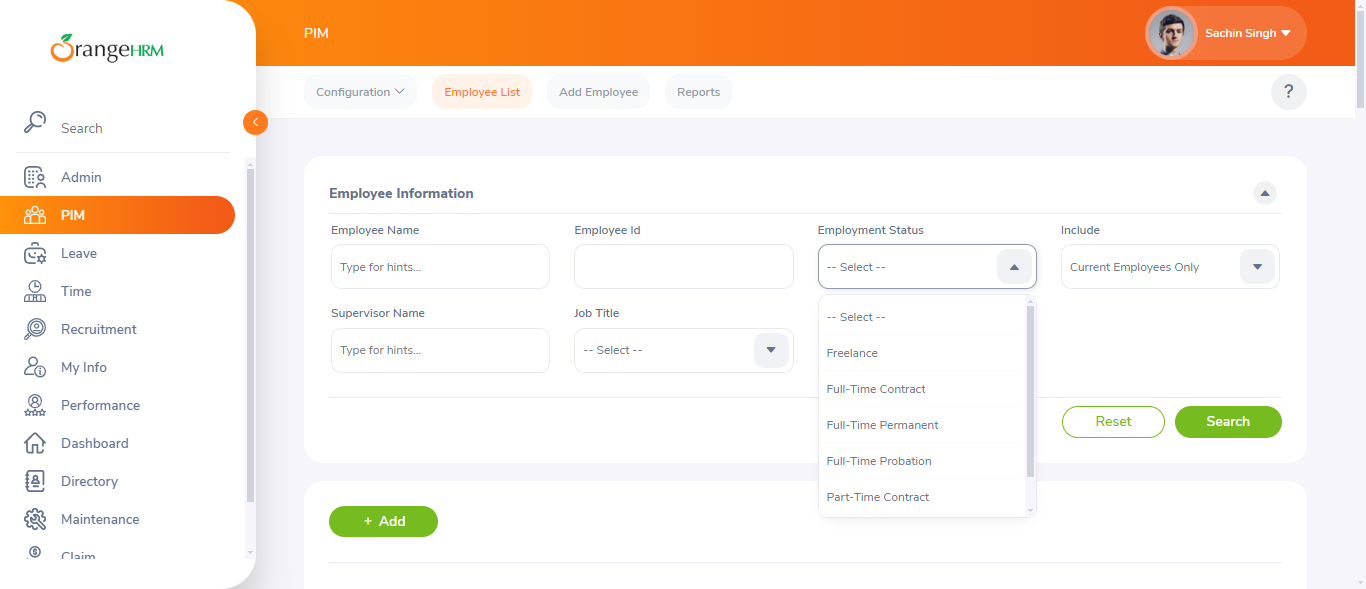 OrangeHRM
Search
Admin
PIM
Leave
Time
Recruitment
My Info
Performance
Dashboard
Directory
Maintenance
Claim
PIM
Sachin Singh
Configuration
Employee List
Add Employee
Reports
?
Employee Information
Employee Name
Employee Id
Employment Status
Include
Type for hints...
-- Select --
Current Employees Only
Supervisor Name
Job Title
Type for hints...
-- Select --
-- Select --
Freelance
Full-Time Contract
Full-Time Permanent
Full-Time Probation
Part-Time Contract
Reset
Search
+ Add